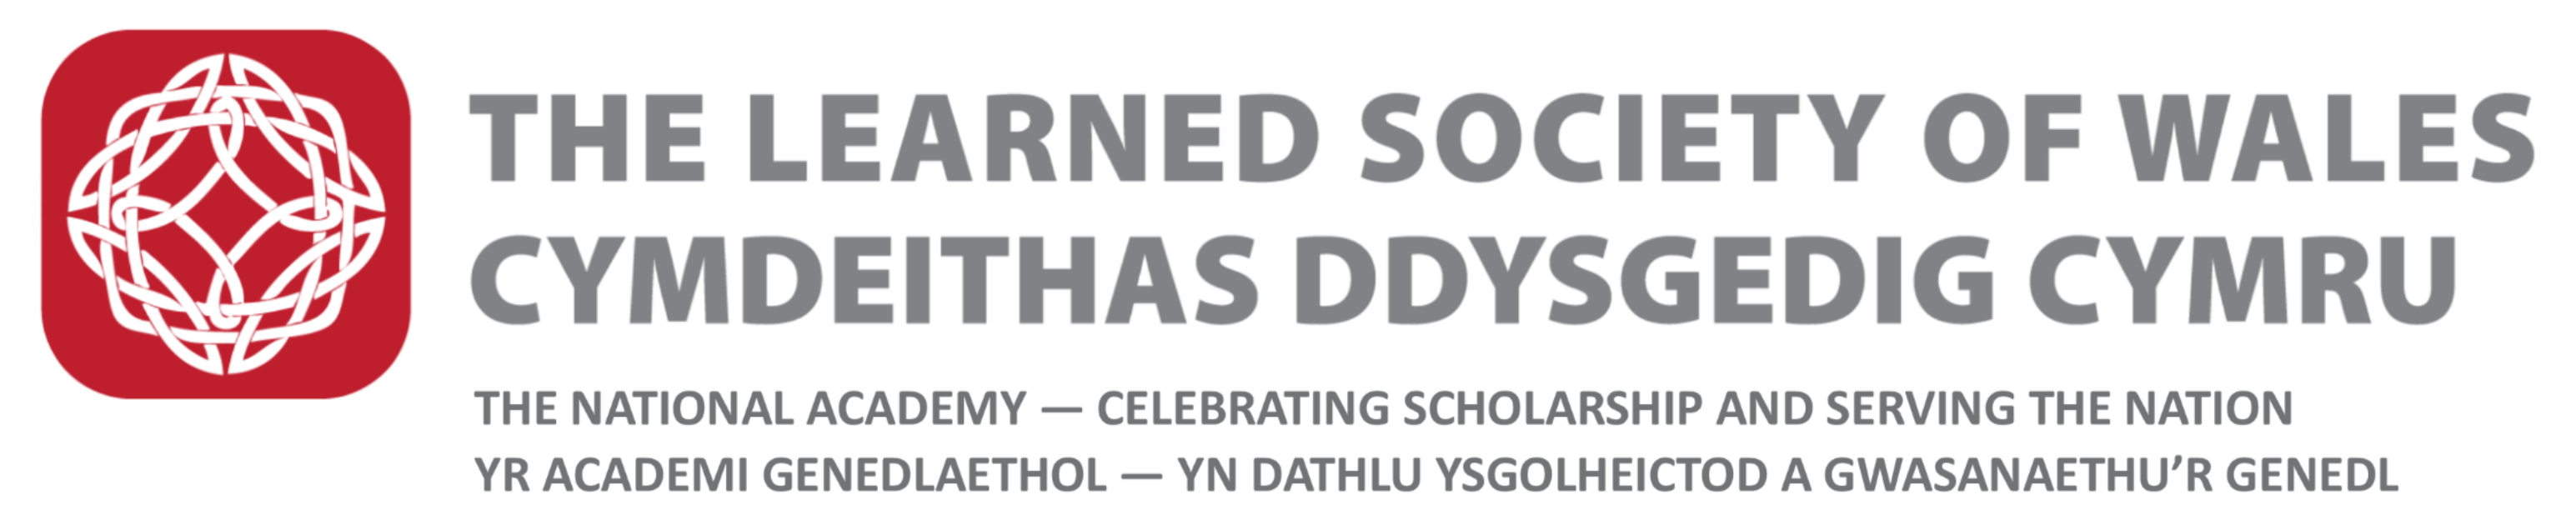 THE LEARNED SOCIETY OF WALES
CYMDEITHAS DDYSGEDIG CYMRU
THE NATIONAL ACADEMY — CELEBRATING SCHOLARSHIP AND SERVING THE NATION
YR ACADEMI GENEDLAETHOL — YN DATHLU YSGOLHEICTOD A GWASANAETHU’R GENEDL